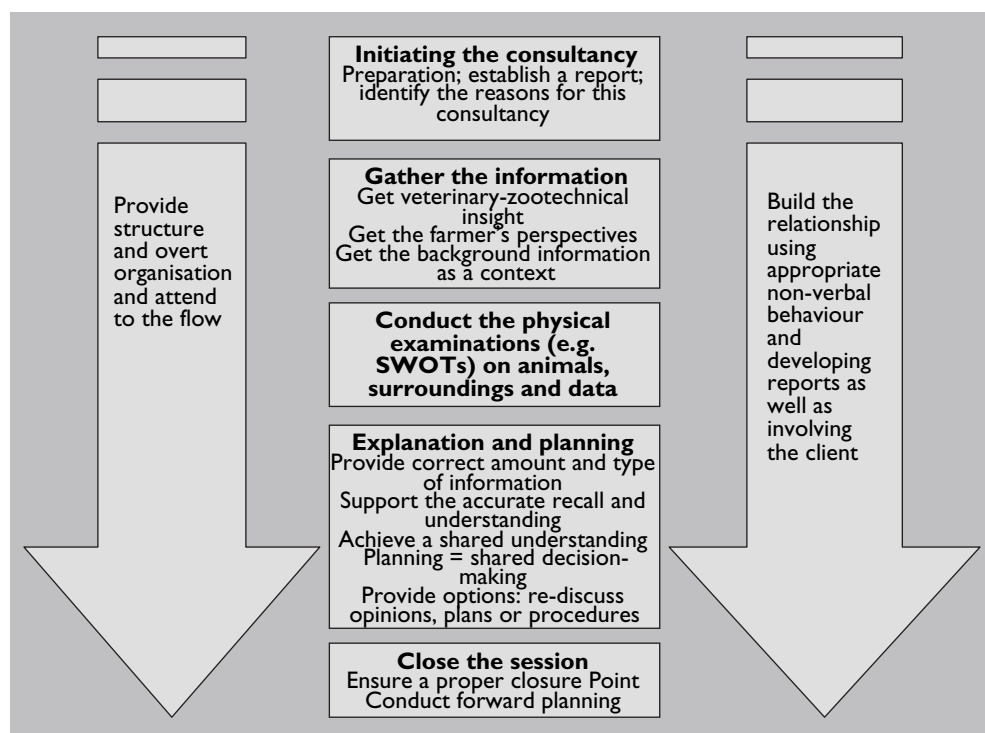 Initiating the consultancy
Preparation; establish a report;
identify the reasons for this
consultancy
Gather the information
Get veterinary-zootechnical
insight
Get the farmer's perspectives
Get the background information
as a context
Conduct the physical
examinations (e.g.
SWOTs) on animals,
surroundings and data
Explanation and planning
Provide correct amount and type
of information
Support the accurate recall and
understanding
Achieve a shared understanding
Planning = shared decision-
making
Provide options: re-discuss
opinions, plans or procedures
Close the session
Ensure a proper closure Point
Conduct forward planning
Provide
structure
and overt
organisation
and attend
to the flow
Build the
relationship
using
appropriate
non-verbal
behaviour
and
developing
reports as
well as
involving
the client